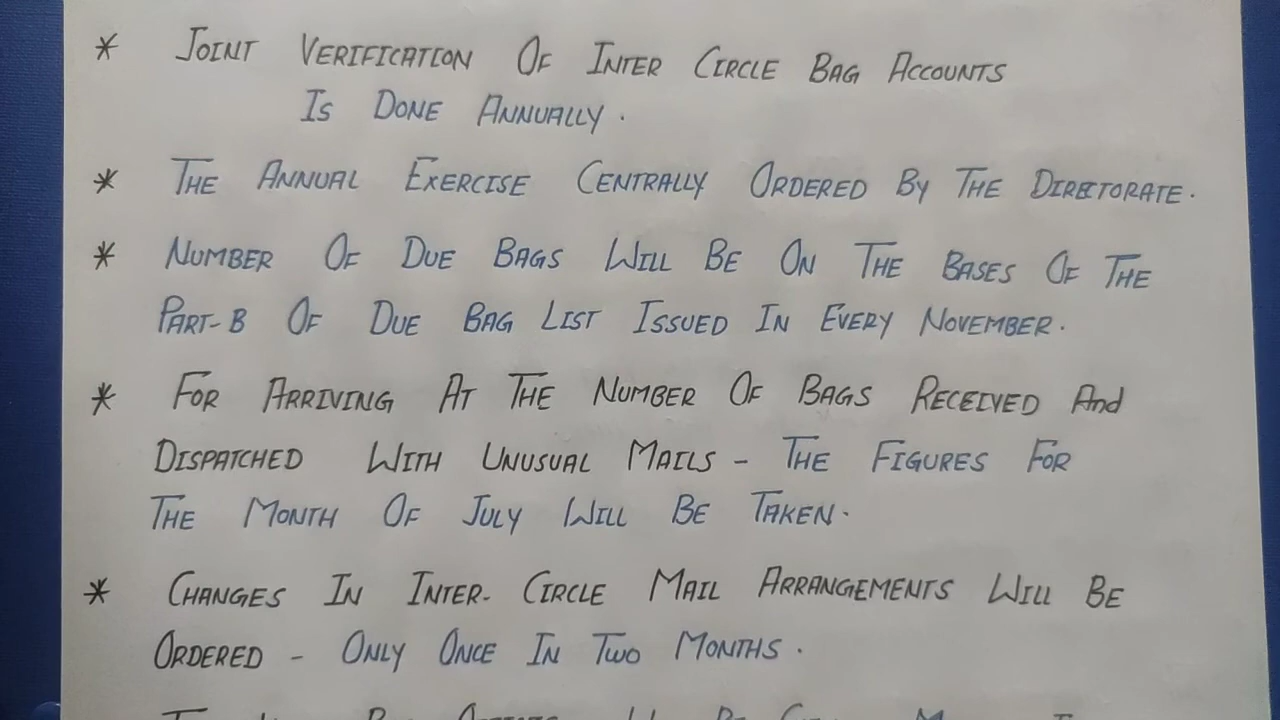 * JOINT VERIFICATION OF INTER CIRCLE BAG ACCOUNTS
IS DONE ANNUALLY.
* THE ANNUAL EXERCISE CENTRALLY ORDERED BY THE DIRECTORATE.
* NUMBER OF DUE BAGS WILL BE ON THE BASES OF THE
PART-B OF DUE BAG LIST ISSUED IN EVERY NOVEMBER.
* FOR ARRIVING AT THE NUMBER OF BAGS RECEIVED And
DISPATCHED WITH UNUSUAL MAILS - THE FIGURES FOR
THE MONTH OF JULY WILL BE TAKEN.
* CHANGES IN INTER-CIRCLE MAIL ARRANGEMENTS WILL BE
ORDERED - ONLY ONCE IN TWO MONTHS.